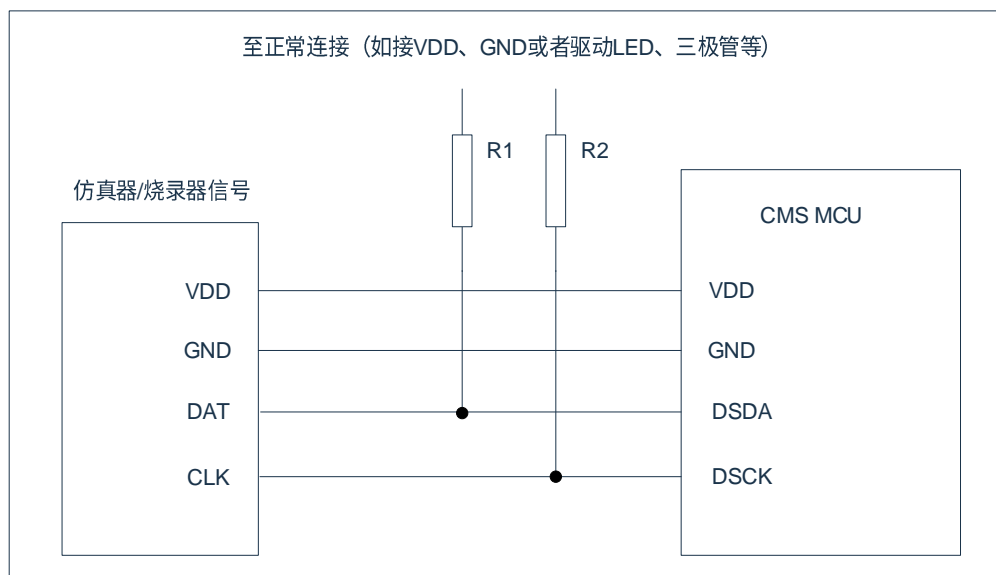 至正常连接（如接VDD、GND或者驱动LED、三极管等）
R1
R2
仿真器/烧录器信号
CMS MCU
VDD
VDD
GND
GND
DAT
DSDA
CLK
DSCK